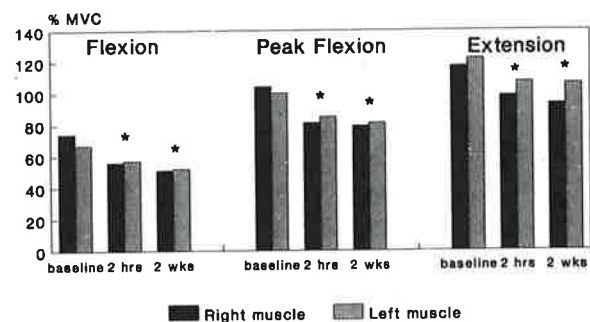 % MVC
140
120
100
80
60
40
20
0
Flexion
Peak Flexion
Extension
* * * * * *
baseline 2 hrs 2 wks baseline 2 hrs 2 wks baseline 2 hrs 2 wks
Right muscle Left muscle